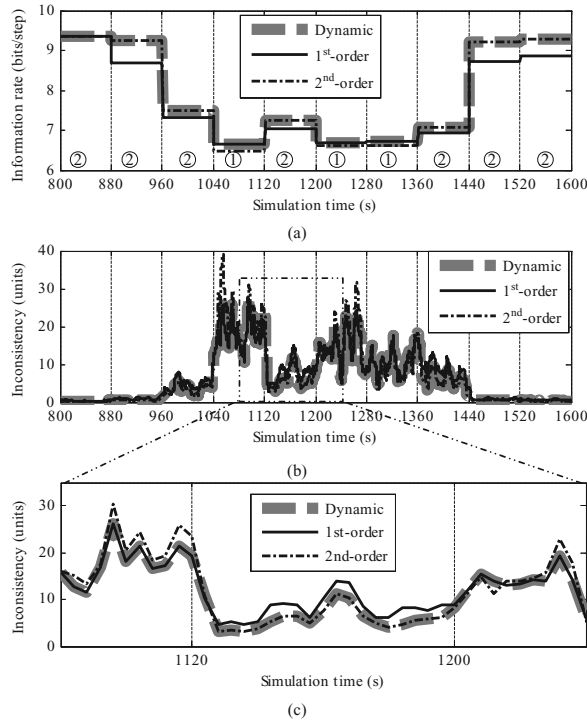 Information rate (bits/step)
10
9
8
7
6
Dynamic
1st-order
2nd-order
② ② ② ① ② ① ① ② ② ②
800 880 960 1040 1120 1200 1280 1360 1440 1520 1600
Simulation time (s)
(a)
Inconsistency (units)
40
30
20
10
0
Dynamic
1st-order
2nd-order
800 880 960 1040 1120 1200 1280 1360 1440 1520 1600
Simulation time (s)
(b)
Inconsistency (units)
30
20
10
0
Dynamic
1st-order
2nd-order
1120 1200
Simulation time (s)
(c)